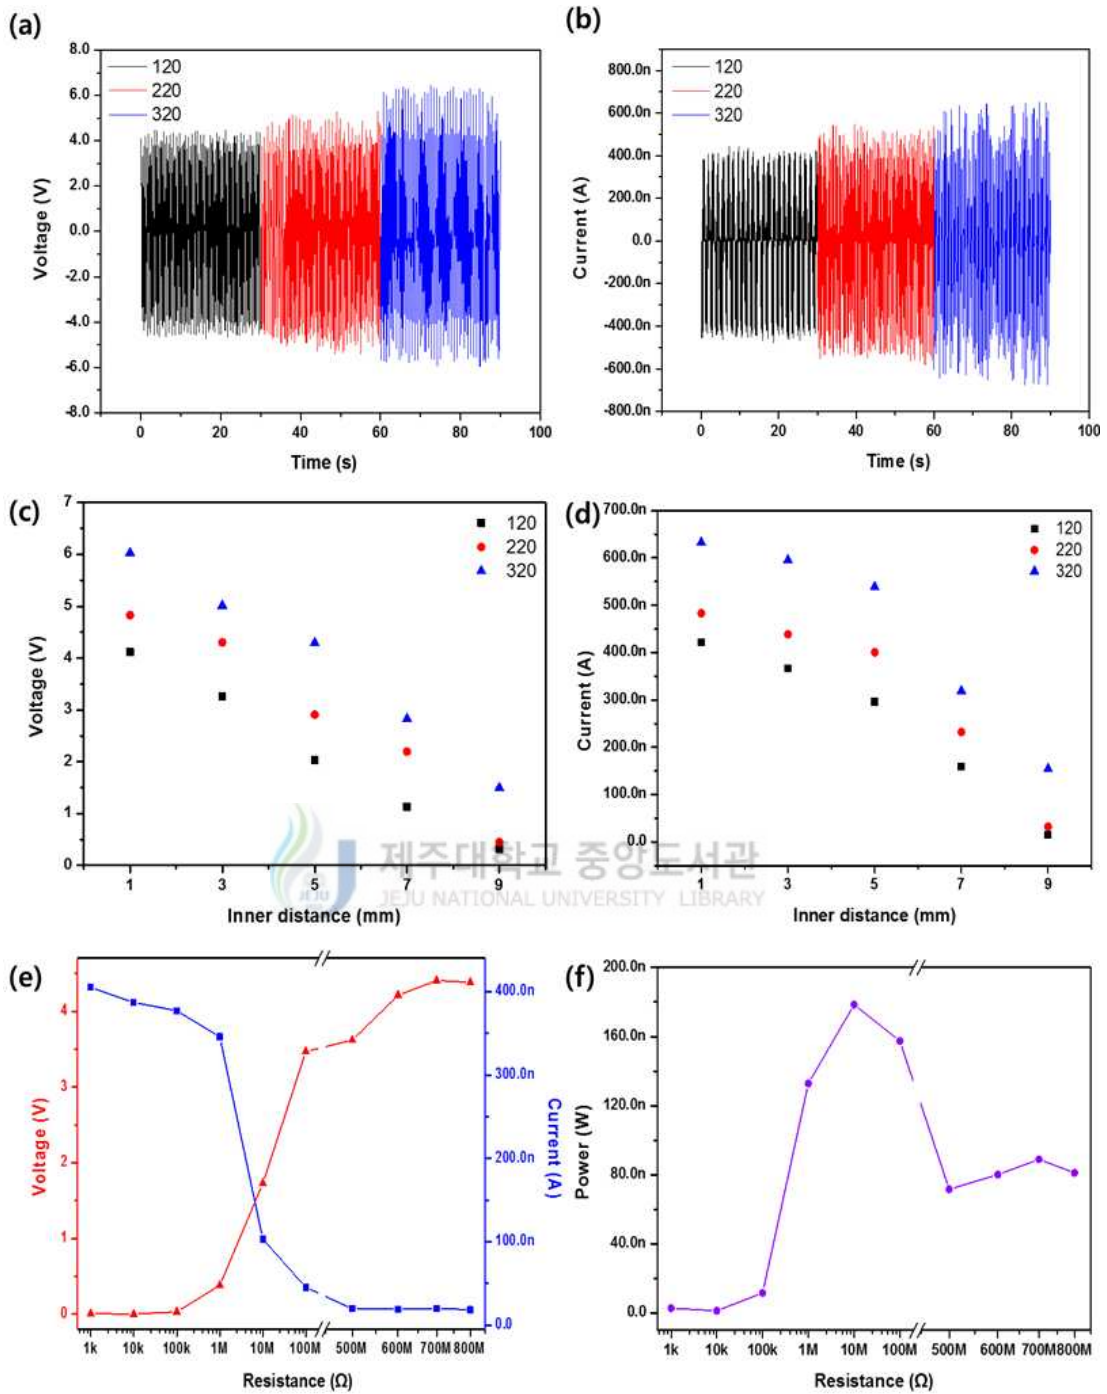 (a)
8.0
6.0
4.0
2.0
0.0
-2.0
-4.0
-6.0
-8.0
Voltage (V)
120
220
320
0 20 40 60 80 100
Time (s)
(b)
800.0n
600.0n
400.0n
200.0n
0.0
-200.0n
-400.0n
-600.0n
-800.0n
Current (A)
120
220
320
0 20 40 60 80 100
Time (s)
(c)
7
6
5
4
3
2
1
0
Voltage (V)
120
220
320
1 3 5 7 9
Inner distance (mm)
(d)
700.0n
600.0n
500.0n
400.0n
300.0n
200.0n
100.0n
0.0
Current (A)
120
220
320
1 3 5 7 9
Inner distance (mm)
제주대학교 중앙도서관
JEJU NATIONAL UNIVERSITY LIBRARY
JEJU
(e)
4
3
2
1
0
Voltage (V)
400.0n
300.0n
200.0n
100.0n
0.0
Current (A)
1k 10k 100k 1M 10M 100M 500M 600M 700M 800M
Resistance (Ω)
(f)
200.0n
160.0n
120.0n
80.0n
40.0n
0.0
Power (W)
1k 10k 100k 1M 10M 100M 500M 600M 700M 800M
Resistance (Ω)